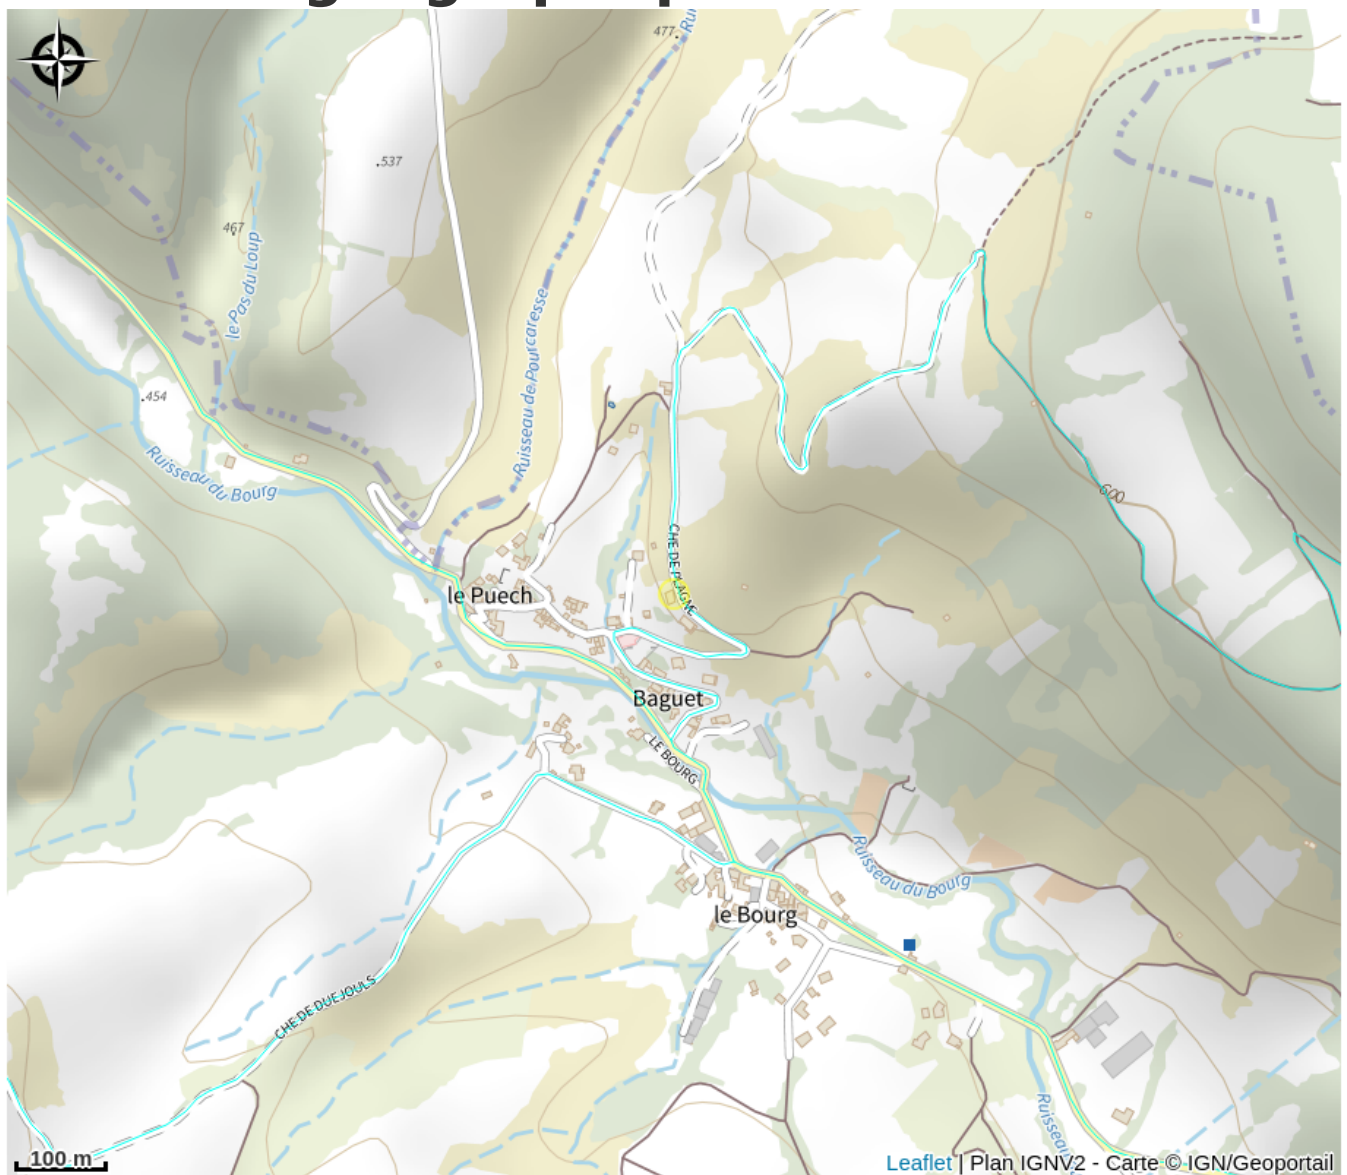 477
Rui
.537
467
le Pas du Loup
Ruisseau de Pourcaresse
.454
Ruisseau du Bourg
600
CHE DE PLAGNE
le Puech
Baguet
LE BOURG
Ruisseau du Bourg
le Bourg
CHE DE DUEJOULS
Ruisseau
100 m
Leaflet | Plan IGNV2 - Carte © IGN/Geoportail